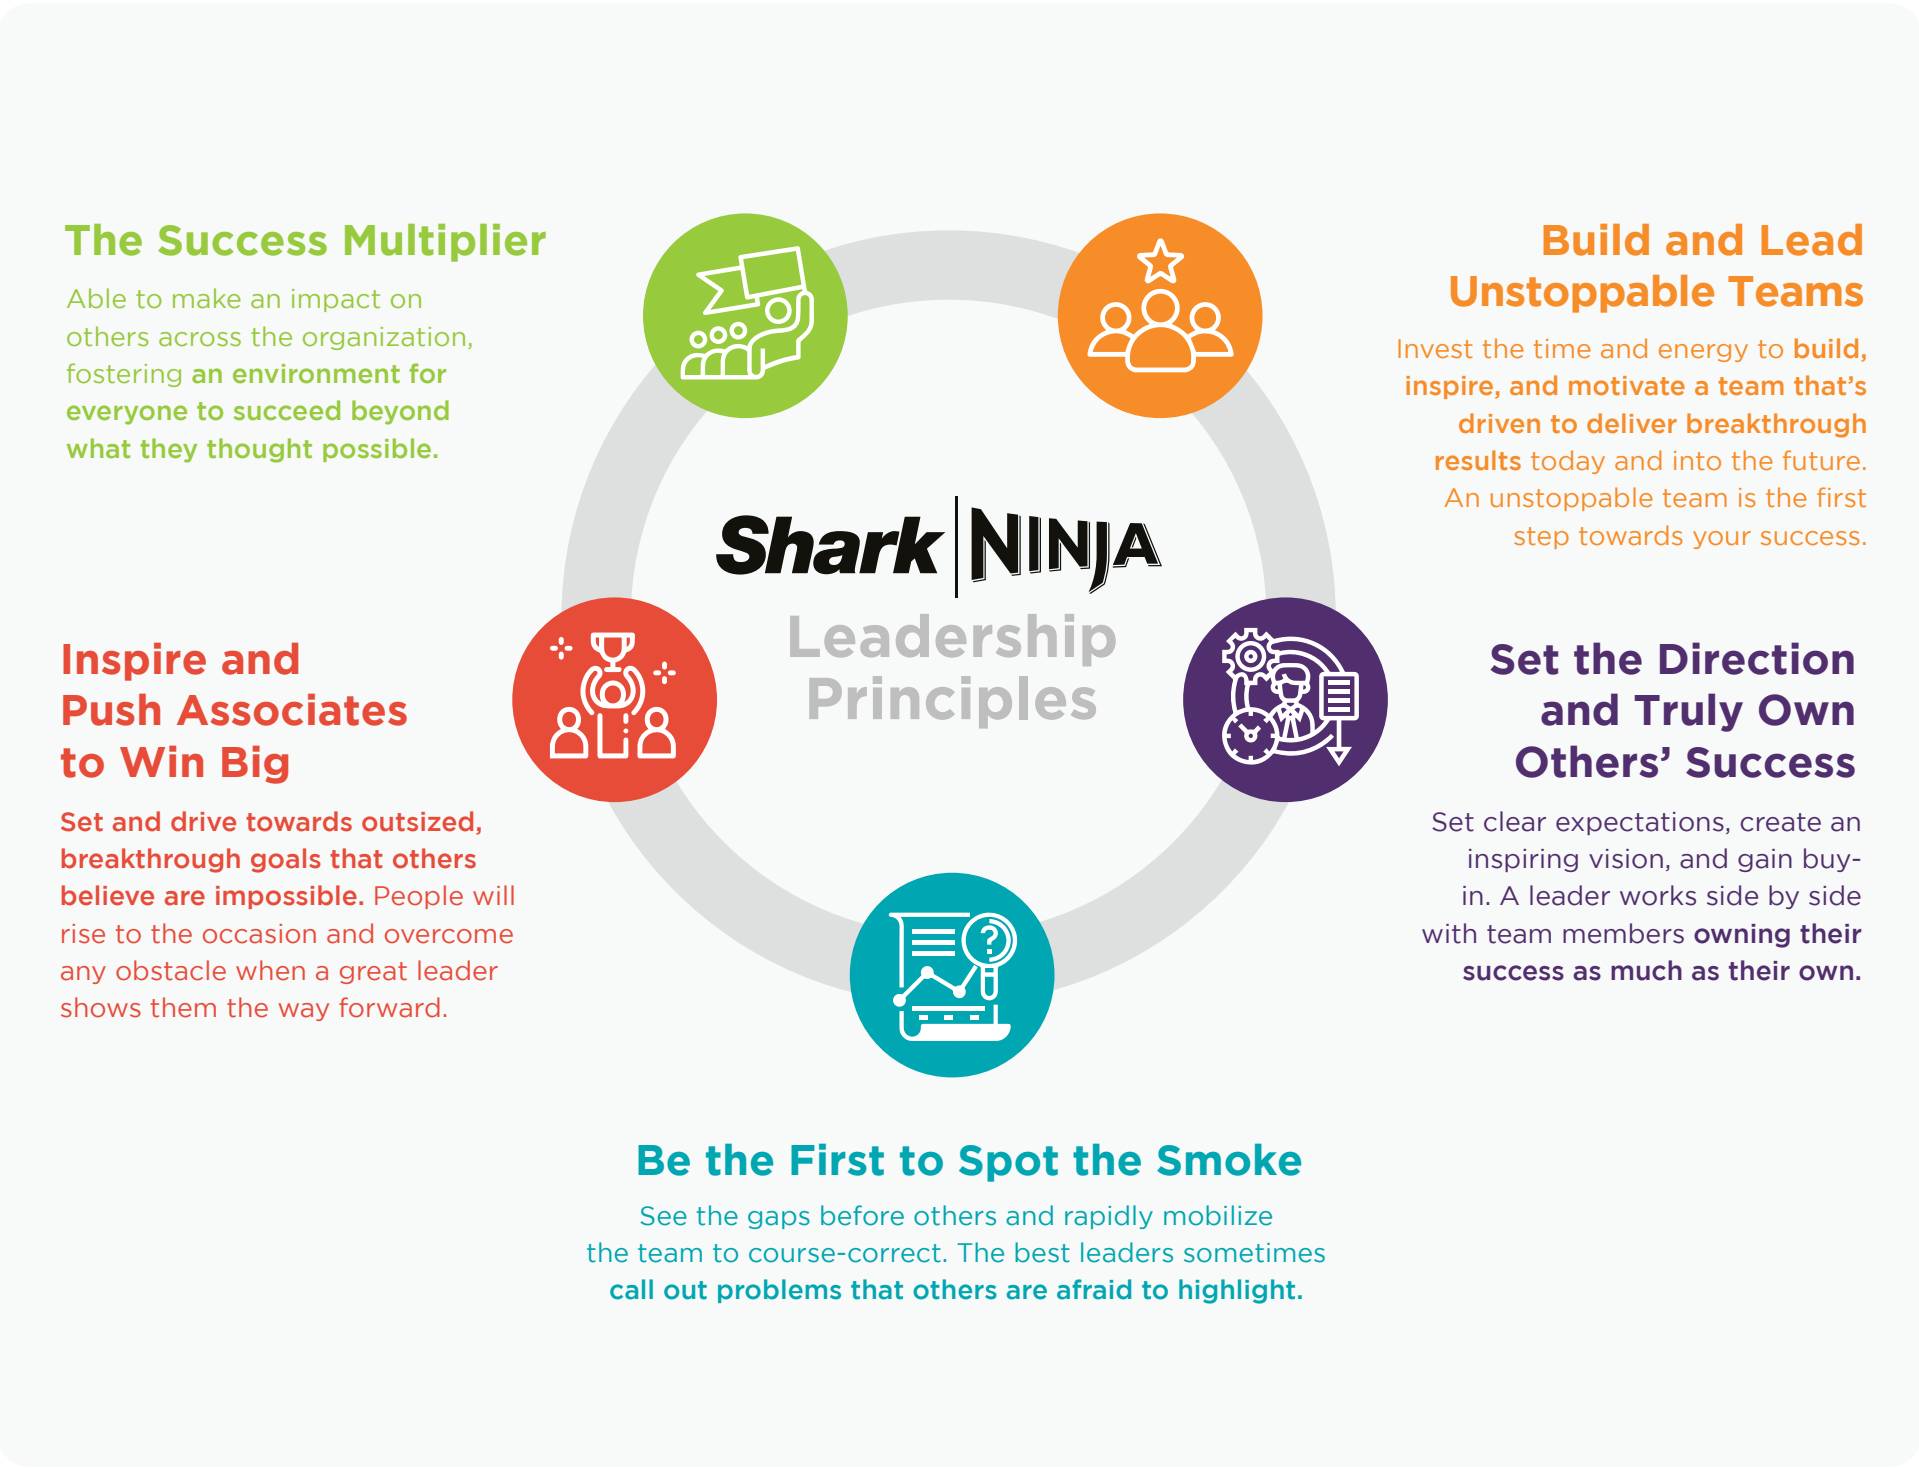 The Success Multiplier
Able to make an impact on
others across the organization,
fostering an environment for
everyone to succeed beyond
what they thought possible.
Build and Lead
Unstoppable Teams
Invest the time and energy to build,
inspire, and motivate a team that's
driven to deliver breakthrough
results today and into the future.
An unstoppable team is the first
step towards your success.
Shark NINJA
Leadership
Principles
Inspire and
Push Associates
to Win Big
Set and drive towards outsized,
breakthrough goals that others
believe are impossible. People will
rise to the occasion and overcome
any obstacle when a great leader
shows them the way forward.
Set the Direction
and Truly Own
Others' Success
Set clear expectations, create an
inspiring vision, and gain buy-
in. A leader works side by side
with team members owning their
success as much as their own.
?
Be the First to Spot the Smoke
See the gaps before others and rapidly mobilize
the team to course-correct. The best leaders sometimes
call out problems that others are afraid to highlight.